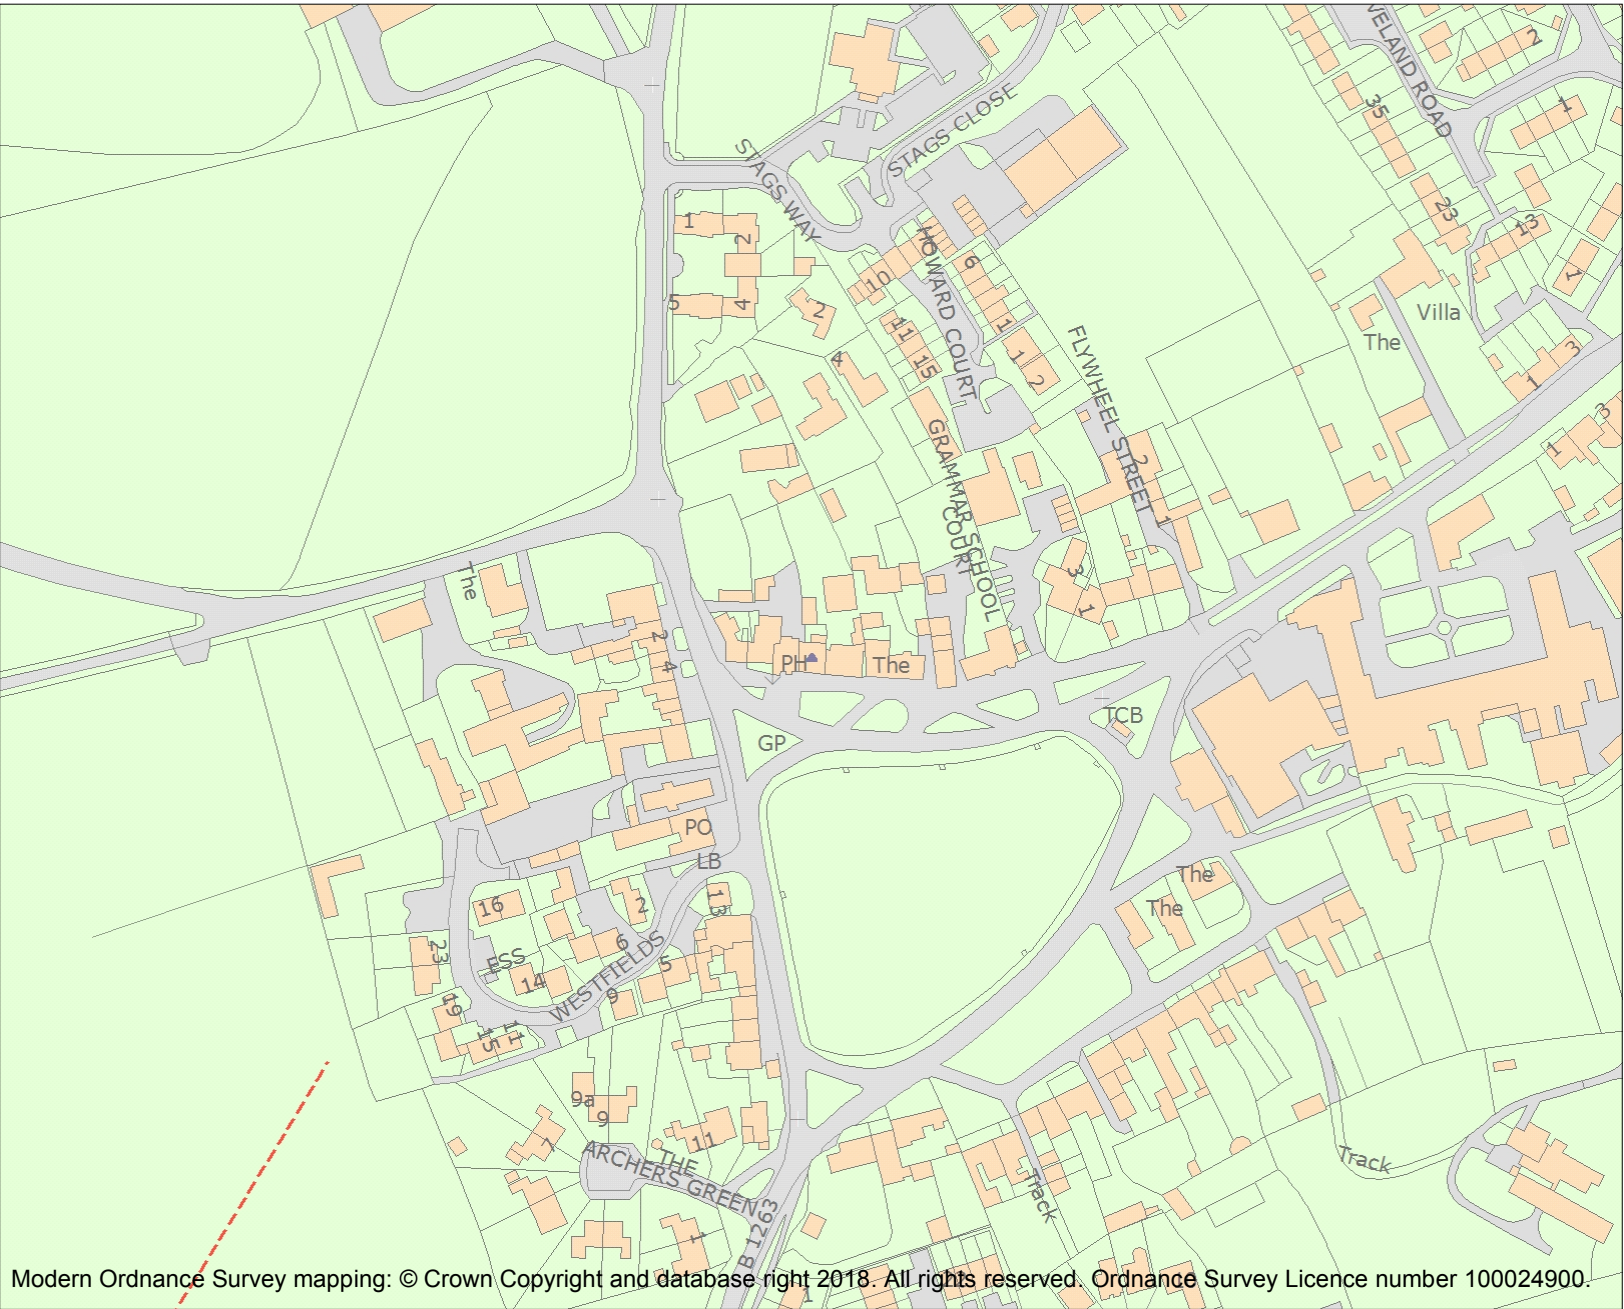 VELAND ROAD
2
1
35
STAGS CLOSE
STAGS WAY
23
13
1
1
2
10
HOWARD COURT
6
5
4
2
Villa
The
1
11
15
4
1
2
FLYWHEEL STREET
3
1
3
1
GRAMMAR SCHOOL
COURT
2
1
The
3
1
2
4
PH
The
TCB
GP
PO
LB
The
The
13
2
16
6
WESTFIELDS
5
23
ESS
14
9
19
15
11
9a
9
7
11
THE
ARCHERS GREEN
Track
Track
B 1263
1
1
Modern Ordnance Survey mapping: © Crown Copyright and database right 2018. All rights reserved. Ordnance Survey Licence number 100024900.